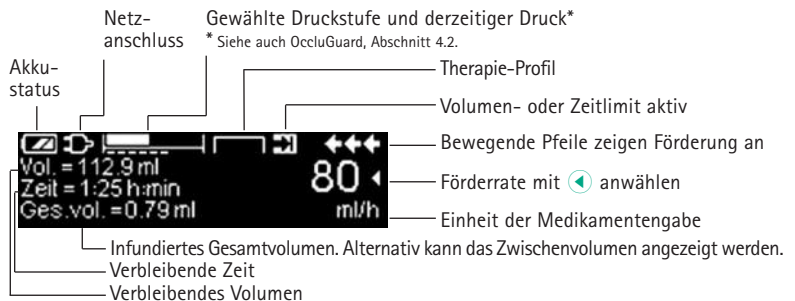 Netz-
anschluss
Gewählte Druckstufe und derzeitiger Druck*
* Siehe auch OccluGuard, Abschnitt 4.2.
Akku-
status
Therapie-Profil
Volumen- oder Zeitlimit aktiv
Bewegende Pfeile zeigen Förderung an
Vol. = 112.9 ml
Zeit = 1:25 h:min
Ges.vol. = 0.79 ml
80
ml/h
Förderrate mit anwählen
Einheit der Medikamentengabe
Infundiertes Gesamtvolumen. Alternativ kann das Zwischenvolumen angezeigt werden.
Verbleibende Zeit
Verbleibendes Volumen